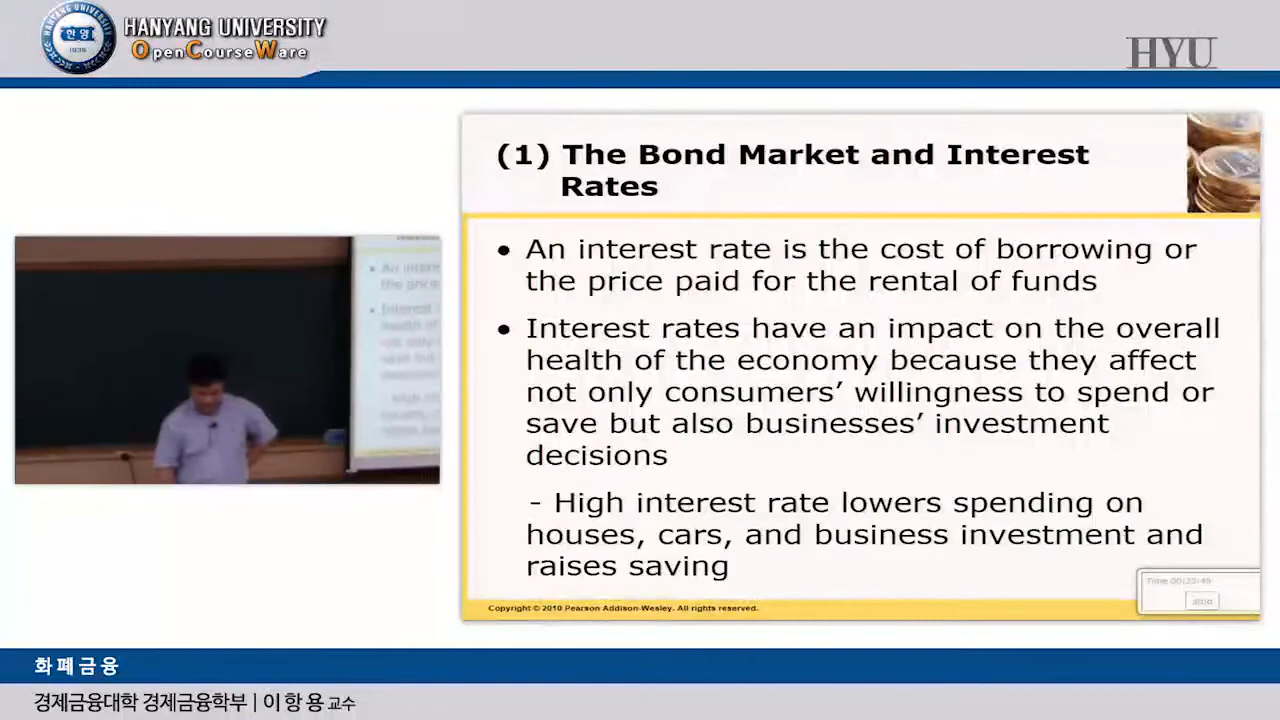 HANYANG UNIVERSITY
한양
HANYANG UNIVERSITY
OpenCourseWare
HYU
(1) The Bond Market and Interest
Rates
• An interest rate is the cost of borrowing or
the price paid for the rental of funds
• Interest rates have an impact on the overall
health of the economy because they affect
not only consumers’ willingness to spend or
save but also businesses’ investment
decisions
- High interest rate lowers spending on
houses, cars, and business investment and
raises saving
Copyright © 2010 Pearson Addison-Wesley. All rights reserved.
화폐금융
경제금융대학 경제금융학부 | 이항용 교수